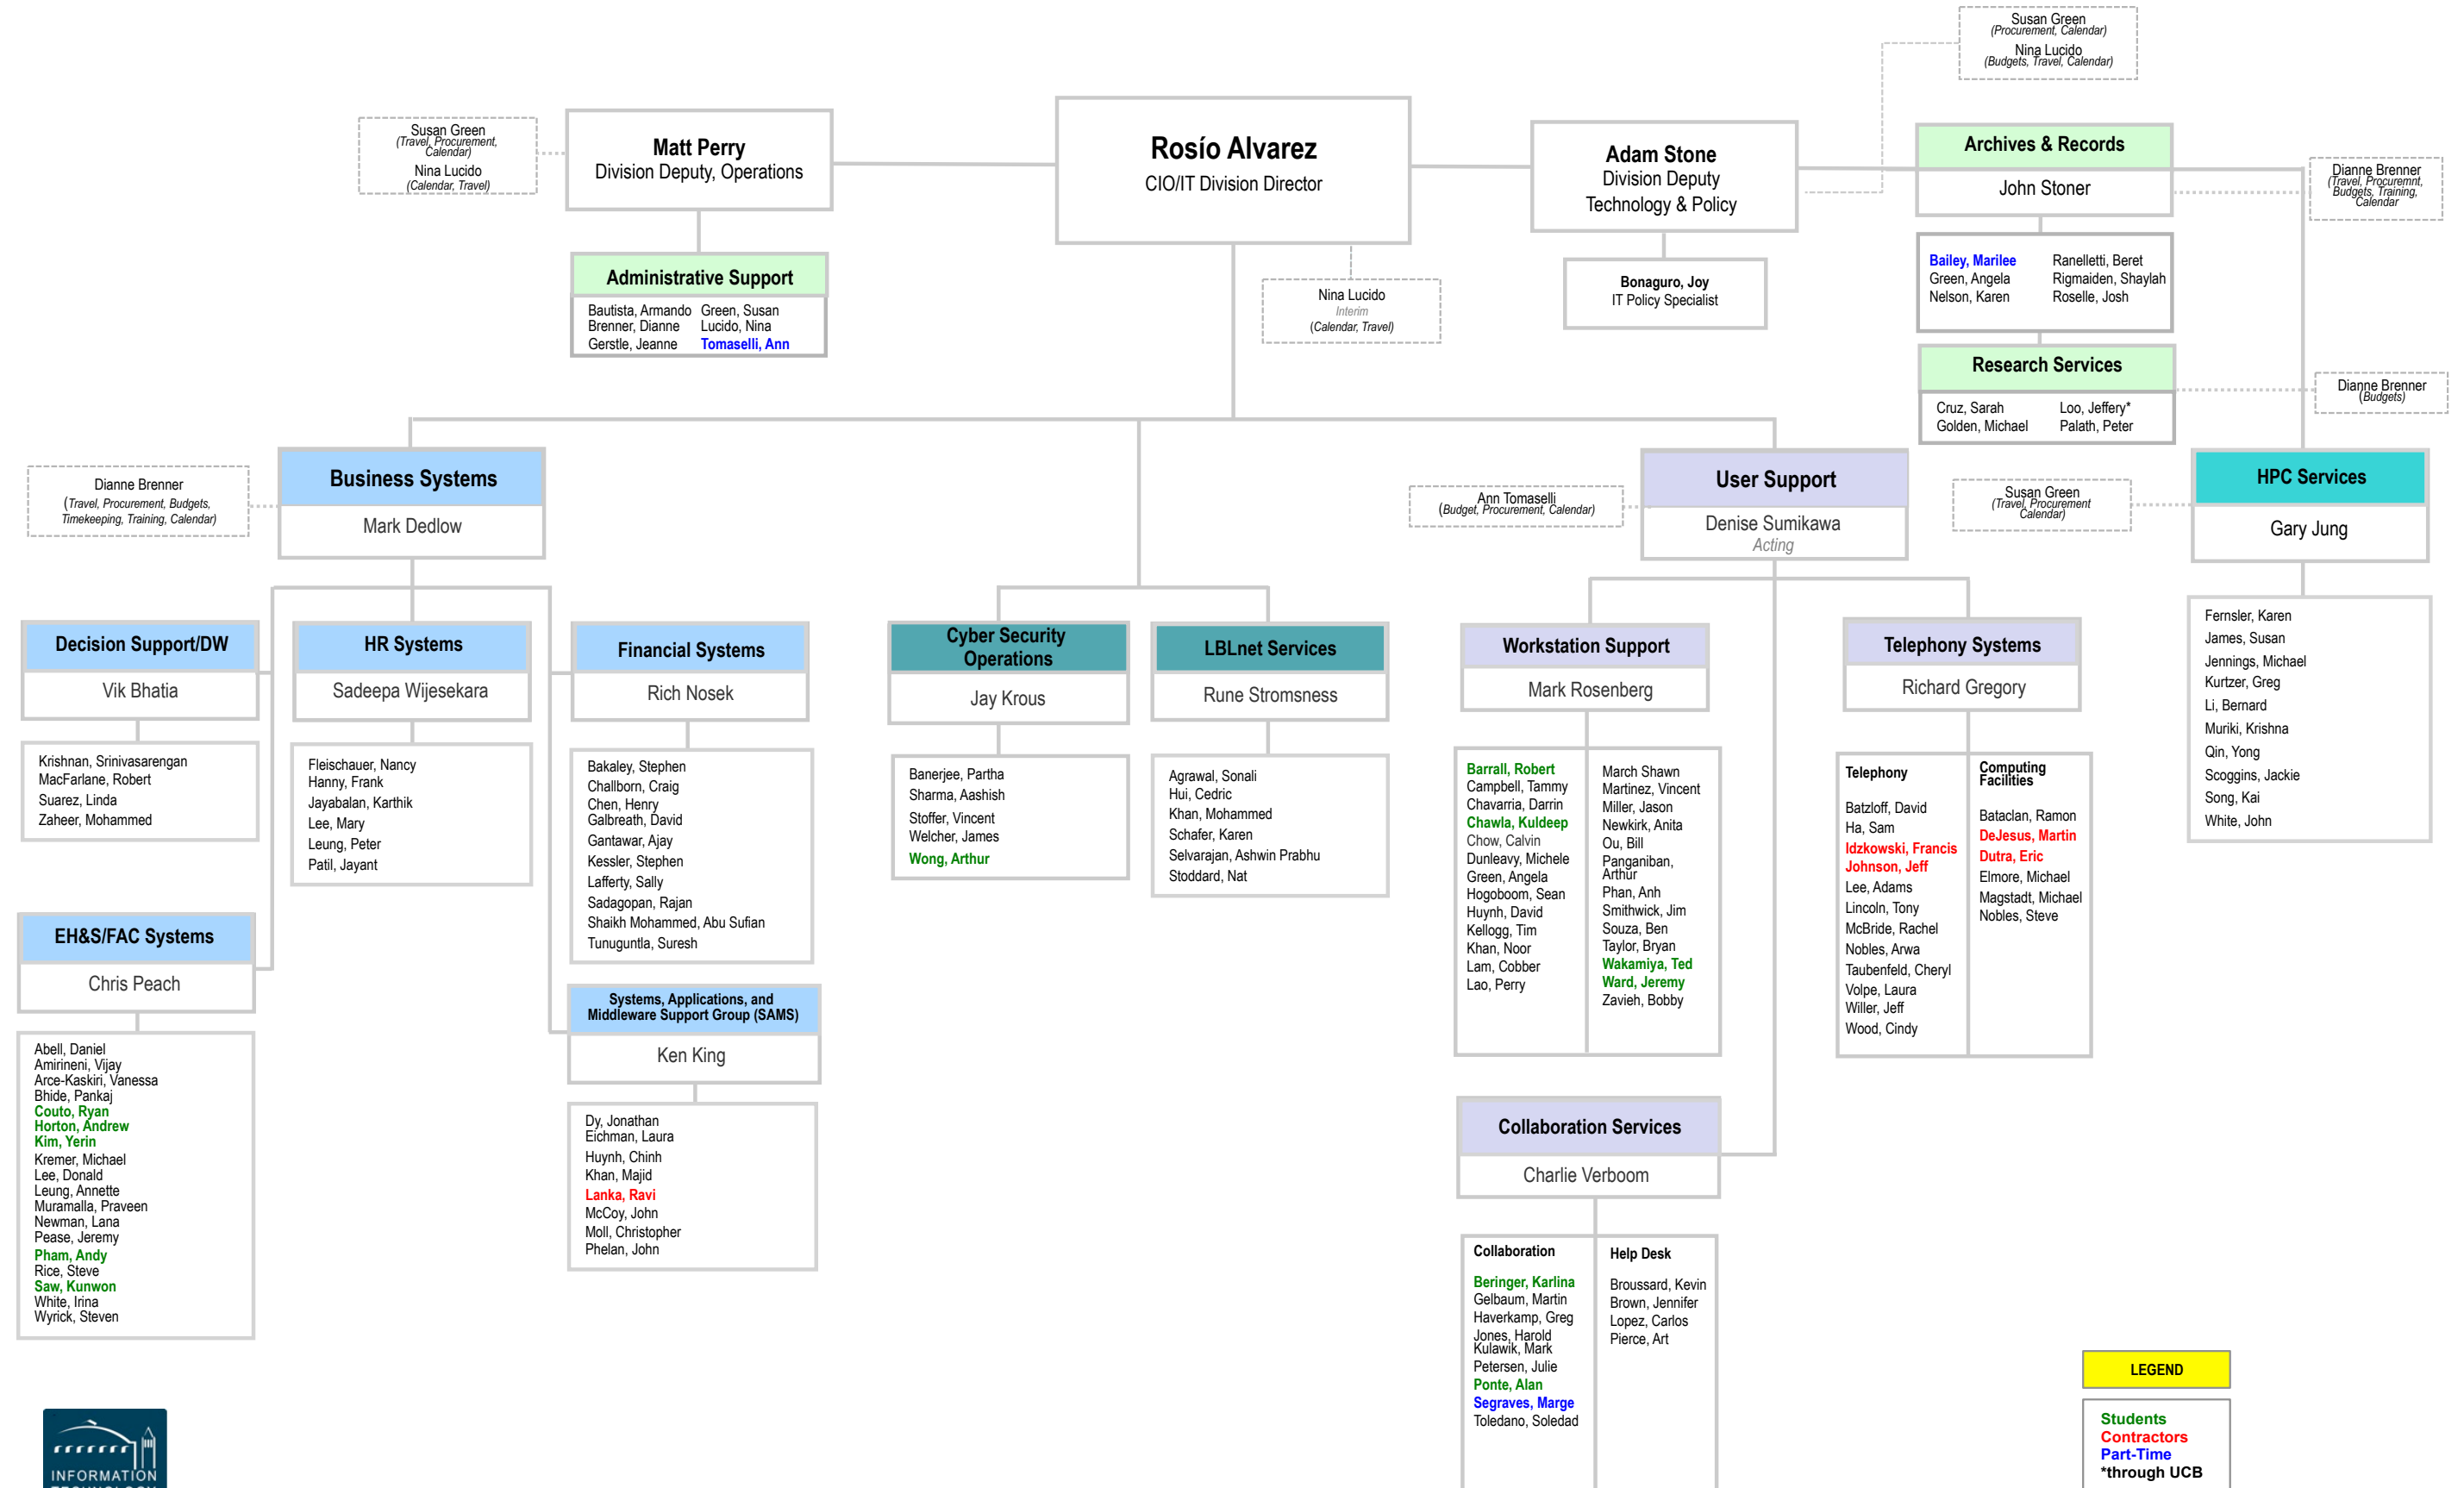 Susan Green
(Procurement, Calendar)
Nina Lucido
(Budgets, Travel, Calendar)
Susan Green
(Travel, Procurement,
Calendar)
Nina Lucido
(Calendar, Travel)
Matt Perry
Division Deputy, Operations
Rosío Alvarez
CIO/IT Division Director
Adam Stone
Division Deputy
Technology & Policy
Archives & Records
John Stoner
Dianne Brenner
(Travel, Procuremnt,
Budgets, Training,
Calendar
Administrative Support
Bautista, Armando
Brenner, Dianne
Gerstle, Jeanne
Green, Susan
Lucido, Nina
Tomaselli, Ann
Nina Lucido
Interim
(Calendar, Travel)
Bonaguro, Joy
IT Policy Specialist
Bailey, Marilee
Green, Angela
Nelson, Karen
Ranelletti, Beret
Rigmaiden, Shaylah
Roselle, Josh
Research Services
Cruz, Sarah
Golden, Michael
Loo, Jeffery*
Palath, Peter
Dianne Brenner
(Budgets)
Dianne Brenner
(Travel, Procurement, Budgets,
Timekeeping, Training, Calendar)
Business Systems
Mark Dedlow
Ann Tomaselli
(Budget, Procurement, Calendar)
User Support
Denise Sumikawa
Acting
Susan Green
(Travel, Procurement
Calendar)
HPC Services
Gary Jung
Decision Support/DW
Vik Bhatia
Krishnan, Srinivasarengan
MacFarlane, Robert
Suarez, Linda
Zaheer, Mohammed
HR Systems
Sadeepa Wijesekara
Fleischauer, Nancy
Hanny, Frank
Jayabalan, Karthik
Lee, Mary
Leung, Peter
Patil, Jayant
Financial Systems
Rich Nosek
Bakaley, Stephen
Challborn, Craig
Chen, Henry
Galbreath, David
Gantawar, Ajay
Kessler, Stephen
Lafferty, Sally
Sadagopan, Rajan
Shaikh Mohammed, Abu Sufian
Tunuguntla, Suresh
Cyber Security
Operations
Jay Krous
Banerjee, Partha
Sharma, Aashish
Stoffer, Vincent
Welcher, James
Wong, Arthur
LBLnet Services
Rune Stromsness
Agrawal, Sonali
Hui, Cedric
Khan, Mohammed
Schafer, Karen
Selvarajan, Ashwin Prabhu
Stoddard, Nat
Workstation Support
Mark Rosenberg
Barrall, Robert
Campbell, Tammy
Chavarria, Darrin
Chawla, Kuldeep
Chow, Calvin
Dunleavy, Michele
Green, Angela
Hogoboom, Sean
Huynh, David
Kellogg, Tim
Khan, Noor
Lam, Cobber
Lao, Perry
March Shawn
Martinez, Vincent
Miller, Jason
Newkirk, Anita
Ou, Bill
Panganiban,
Arthur
Phan, Anh
Smithwick, Jim
Souza, Ben
Taylor, Bryan
Wakamiya, Ted
Ward, Jeremy
Zavieh, Bobby
Telephony Systems
Richard Gregory
Telephony
Batzloff, David
Ha, Sam
Idzkowski, Francis
Johnson, Jeff
Lee, Adams
Lincoln, Tony
McBride, Rachel
Nobles, Arwa
Taubenfeld, Cheryl
Volpe, Laura
Willer, Jeff
Wood, Cindy
Computing
Facilities
Bataclan, Ramon
DeJesus, Martin
Dutra, Eric
Elmore, Michael
Magstadt, Michael
Nobles, Steve
Fernsler, Karen
James, Susan
Jennings, Michael
Kurtzer, Greg
Li, Bernard
Muriki, Krishna
Qin, Yong
Scoggins, Jackie
Song, Kai
White, John
EH&S/FAC Systems
Chris Peach
Abell, Daniel
Amirineni, Vijay
Arce-Kaskiri, Vanessa
Bhide, Pankaj
Couto, Ryan
Horton, Andrew
Kim, Yerin
Kremer, Michael
Lee, Donald
Leung, Annette
Muramalla, Praveen
Newman, Lana
Pease, Jeremy
Pham, Andy
Rice, Steve
Saw, Kunwon
White, Irina
Wyrick, Steven
Systems, Applications, and
Middleware Support Group (SAMS)
Ken King
Dy, Jonathan
Eichman, Laura
Huynh, Chinh
Khan, Majid
Lanka, Ravi
McCoy, John
Moll, Christopher
Phelan, John
Collaboration Services
Charlie Verboom
Collaboration
Beringer, Karlina
Gelbaum, Martin
Haverkamp, Greg
Jones, Harold
Kulawik, Mark
Petersen, Julie
Ponte, Alan
Segraves, Marge
Toledano, Soledad
Help Desk
Broussard, Kevin
Brown, Jennifer
Lopez, Carlos
Pierce, Art
LEGEND
Students
Contractors
Part-Time
*through UCB
INFORMATION